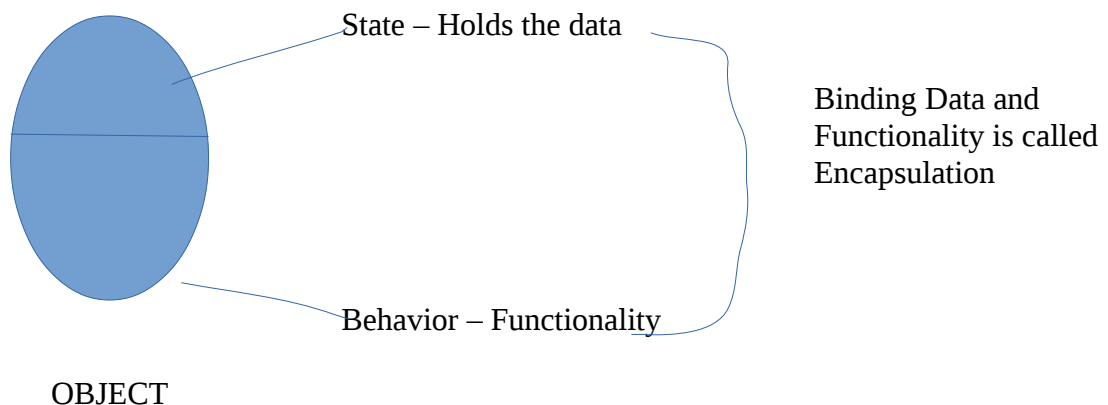 State – Holds the data
Binding Data and
Functionality is called
Encapsulation
Behavior – Functionality
OBJECT